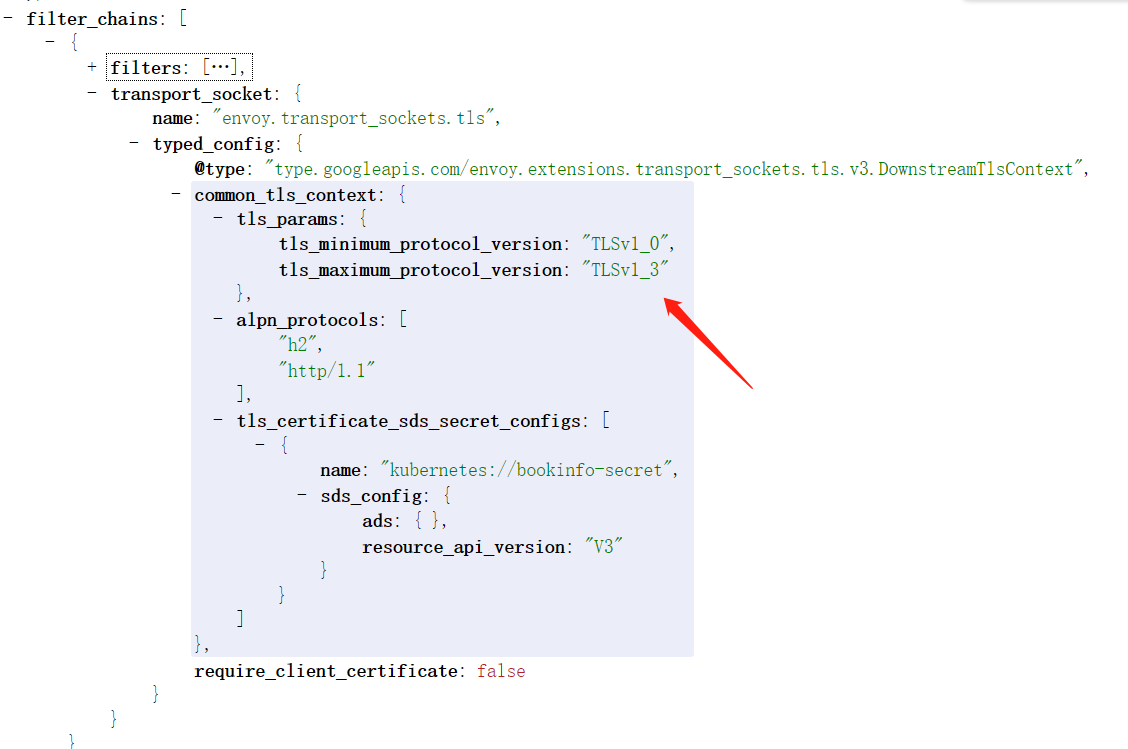 - filter_chains: [
- {
+ filters: [⋯],
- transport_socket: {
name: "envoy.transport_sockets.tls",
- typed_config: {
@type: "type.googleapis.com/envoy.extensions.transport_sockets.tls.v3.DownstreamTlsContext",
- common_tls_context: {
- tls_params: {
tls_minimum_protocol_version: "TLSv1_0",
tls_maximum_protocol_version: "TLSv1_3"
},
- alpn_protocols: [
"h2",
"http/1.1"
],
- tls_certificate_sds_secret_configs: [
- {
name: "kubernetes://bookinfo-secret",
- sds_config: {
ads: { },
resource_api_version: "V3"
}
}
]
},
require_client_certificate: false
}
}
}